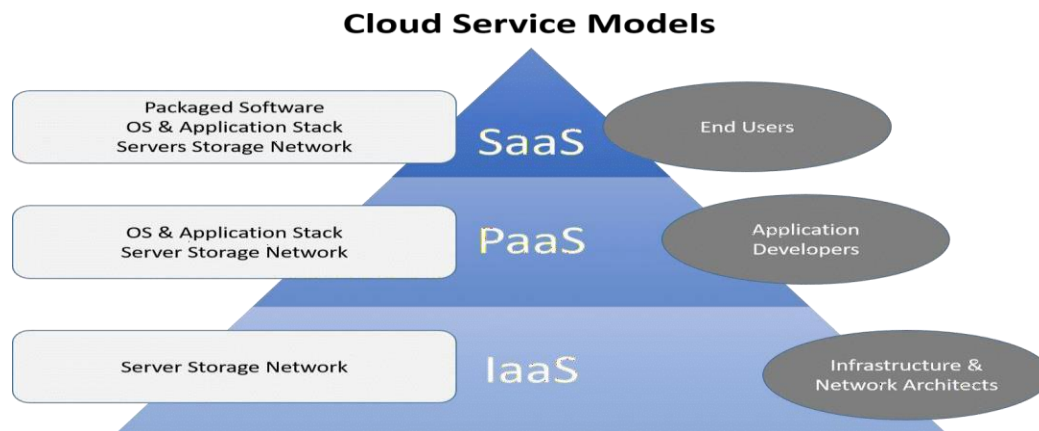 Cloud Service Models
Packaged Software
OS & Application Stack
Servers Storage Network
SaaS
End Users
OS & Application Stack
Server Storage Network
PaaS
Application
Developers
Server Storage Network
IaaS
Infrastructure &
Network Architects